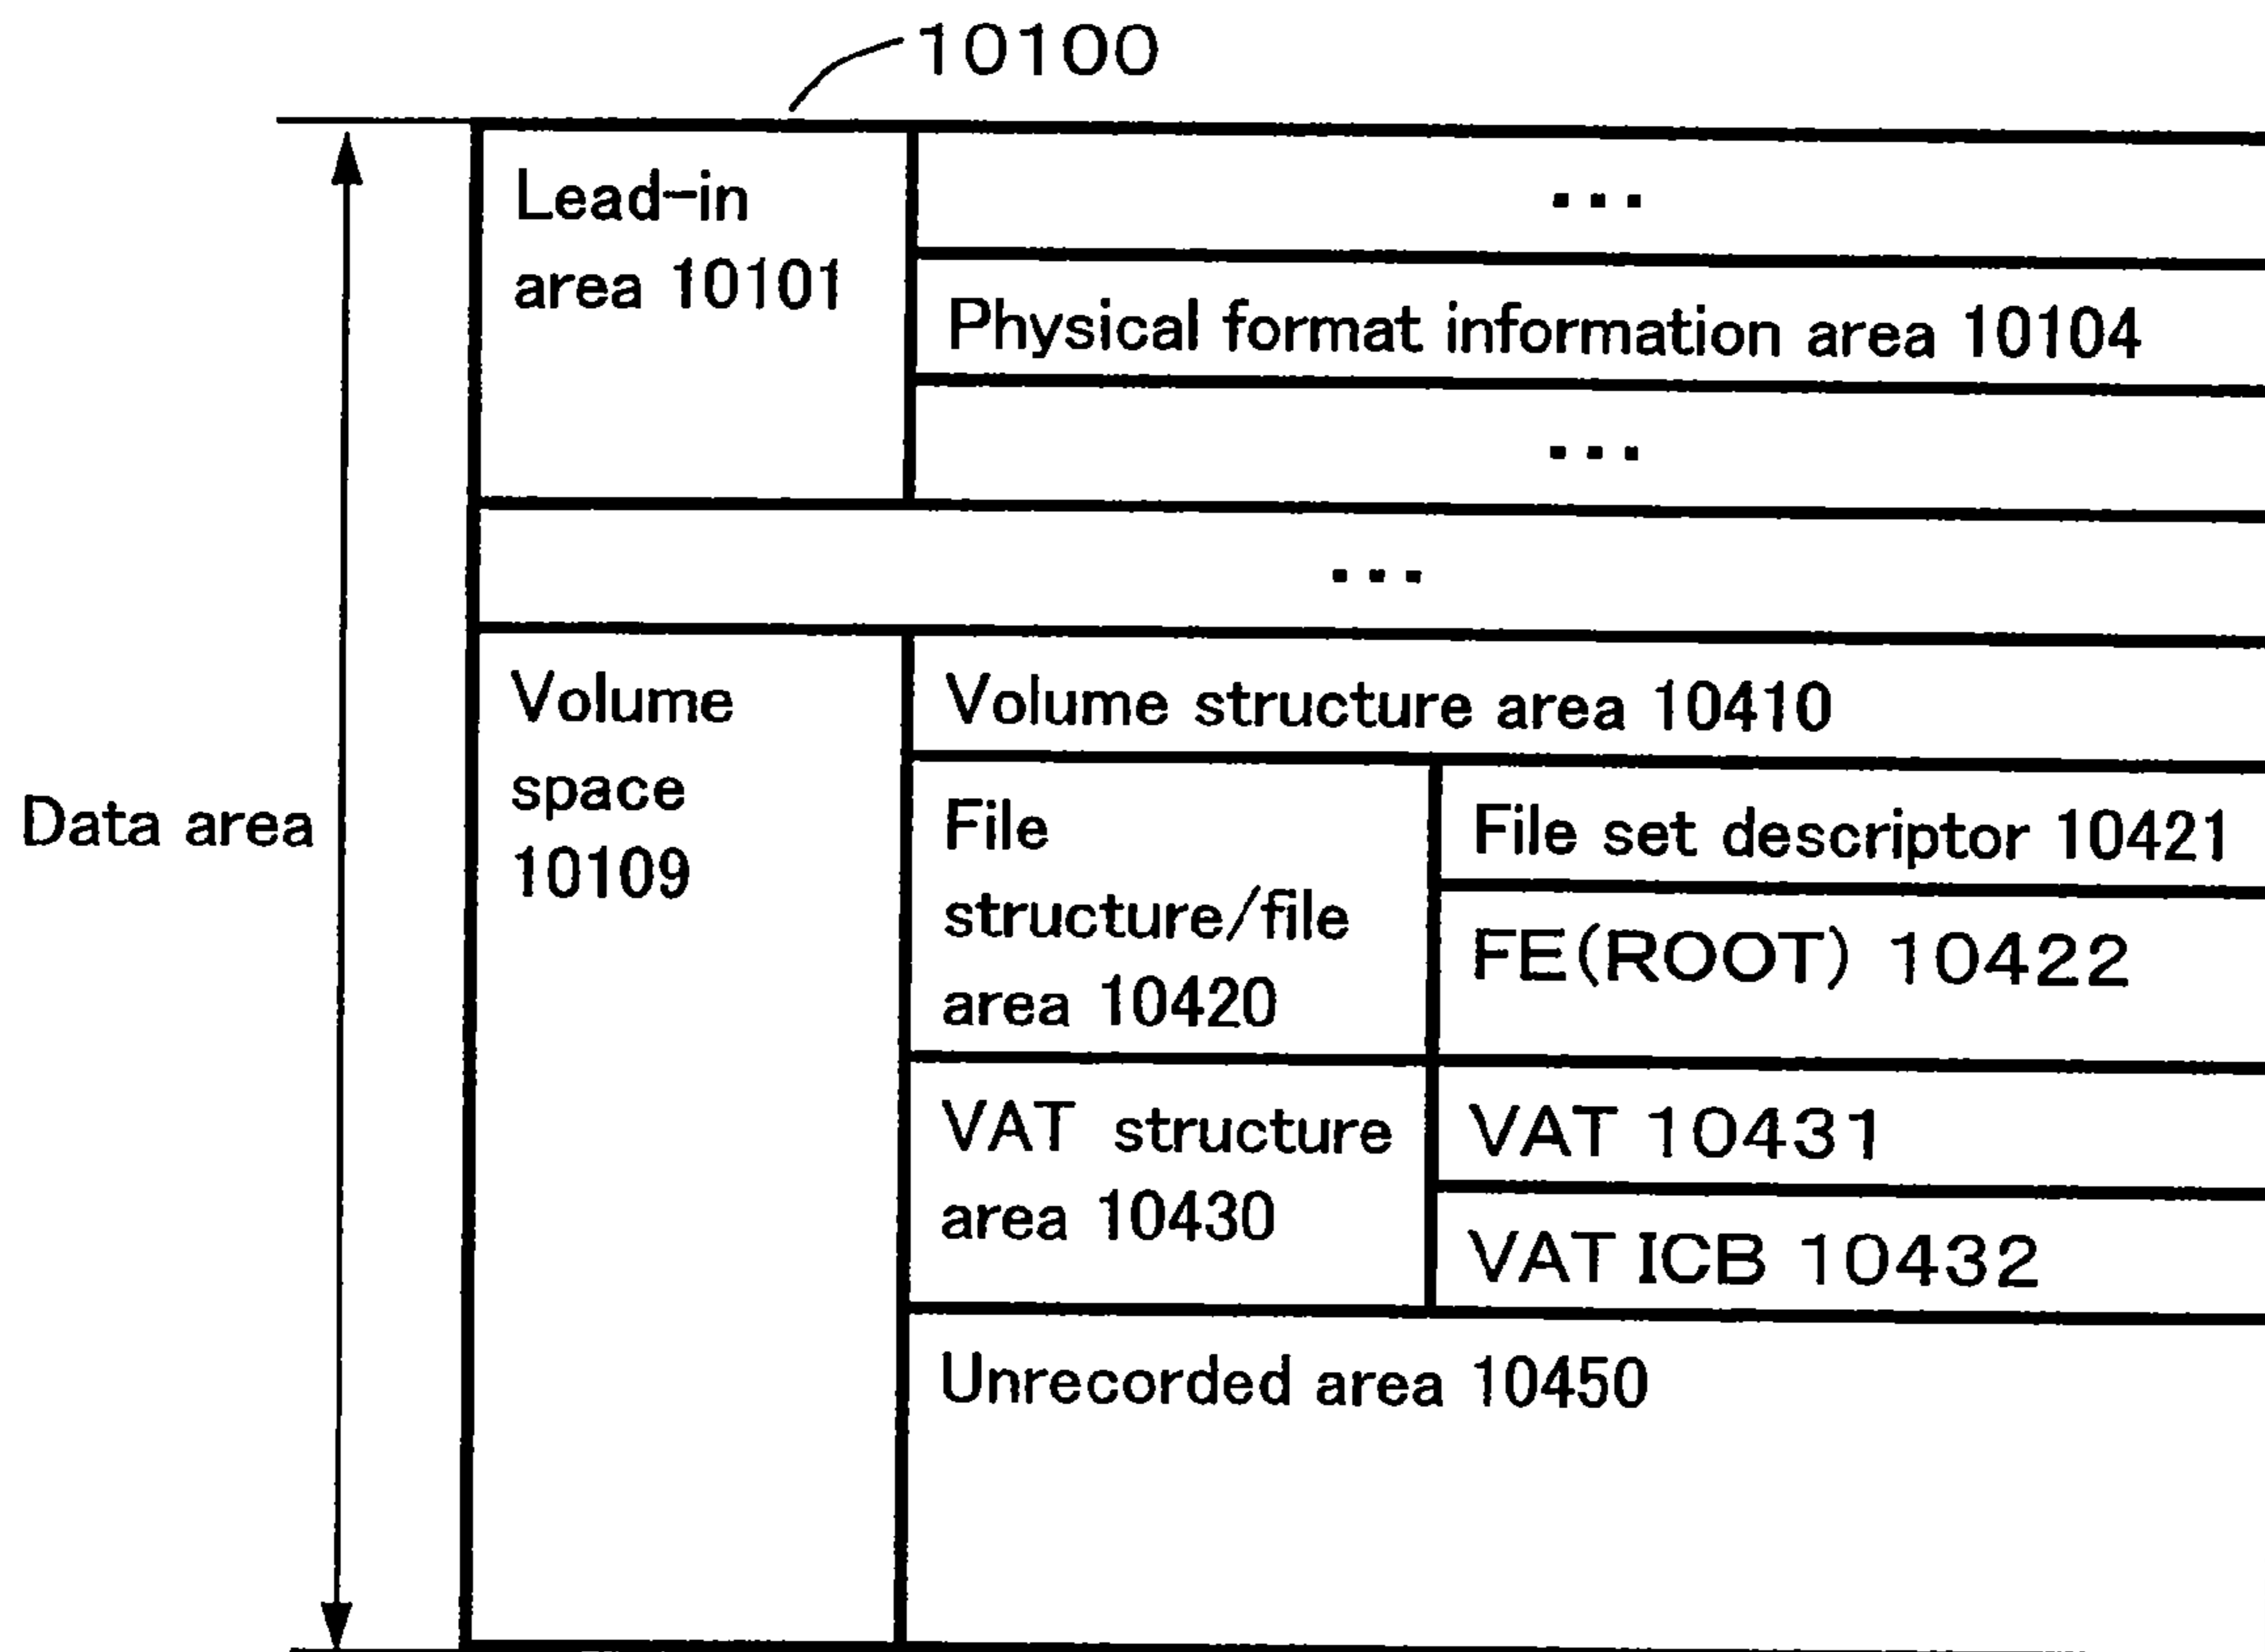 10100
Lead-in
area 10101
...
Physical format information area 10104
...
...
Data area
Volume
space
10109
Volume structure area 10410
File
structure/file
area 10420
File set descriptor 10421
FE(ROOT) 10422
VAT structure
area 10430
VAT 10431
VAT ICB 10432
Unrecorded area 10450